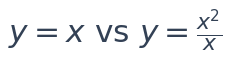 y = x vs y = x²/x